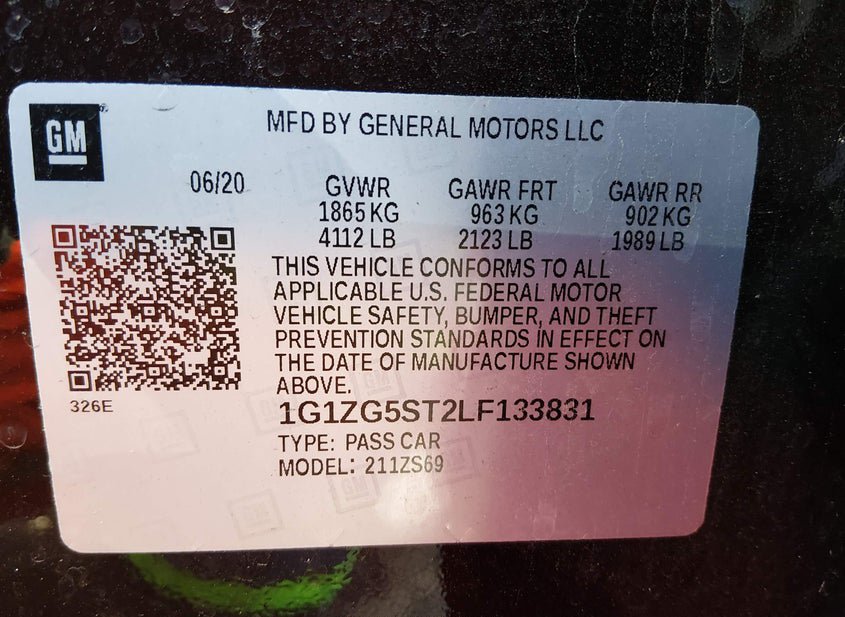 GM
MFD BY GENERAL MOTORS LLC
06/20 GVWR GAWR FRT GAWR RR
1865 KG 963 KG 902 KG
4112 LB 2123 LB 1989 LB
THIS VEHICLE CONFORMS TO ALL
APPLICABLE U.S. FEDERAL MOTOR
VEHICLE SAFETY, BUMPER, AND THEFT
PREVENTION STANDARDS IN EFFECT ON
THE DATE OF MANUFACTURE SHOWN
ABOVE.
326E
1G1ZG5ST2LF133831
TYPE: PASS CAR
MODEL: 211ZS69